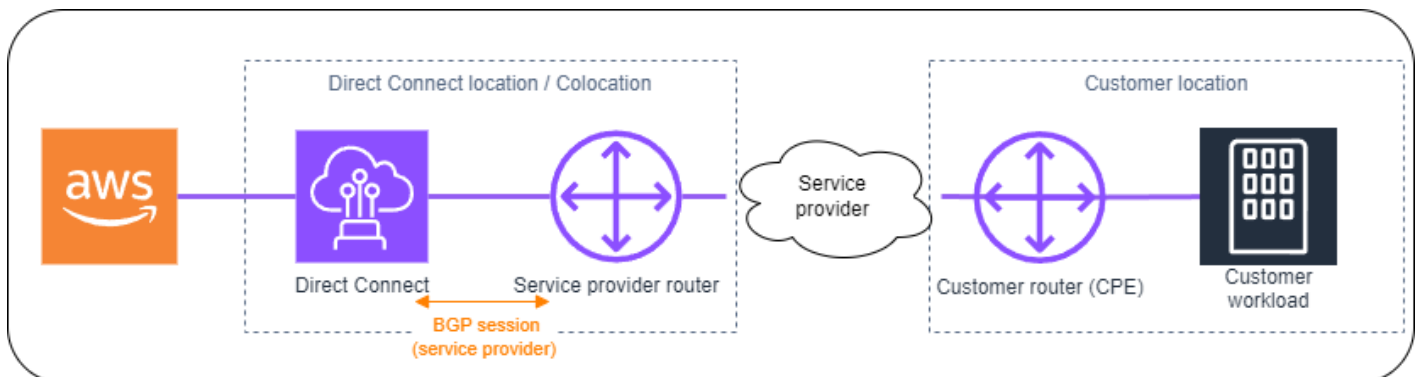 Direct Connect location / Colocation
Customer location
aws
Service
provider
Direct Connect
Service provider router
Customer router (CPE)
Customer
workload
BGP session
(service provider)